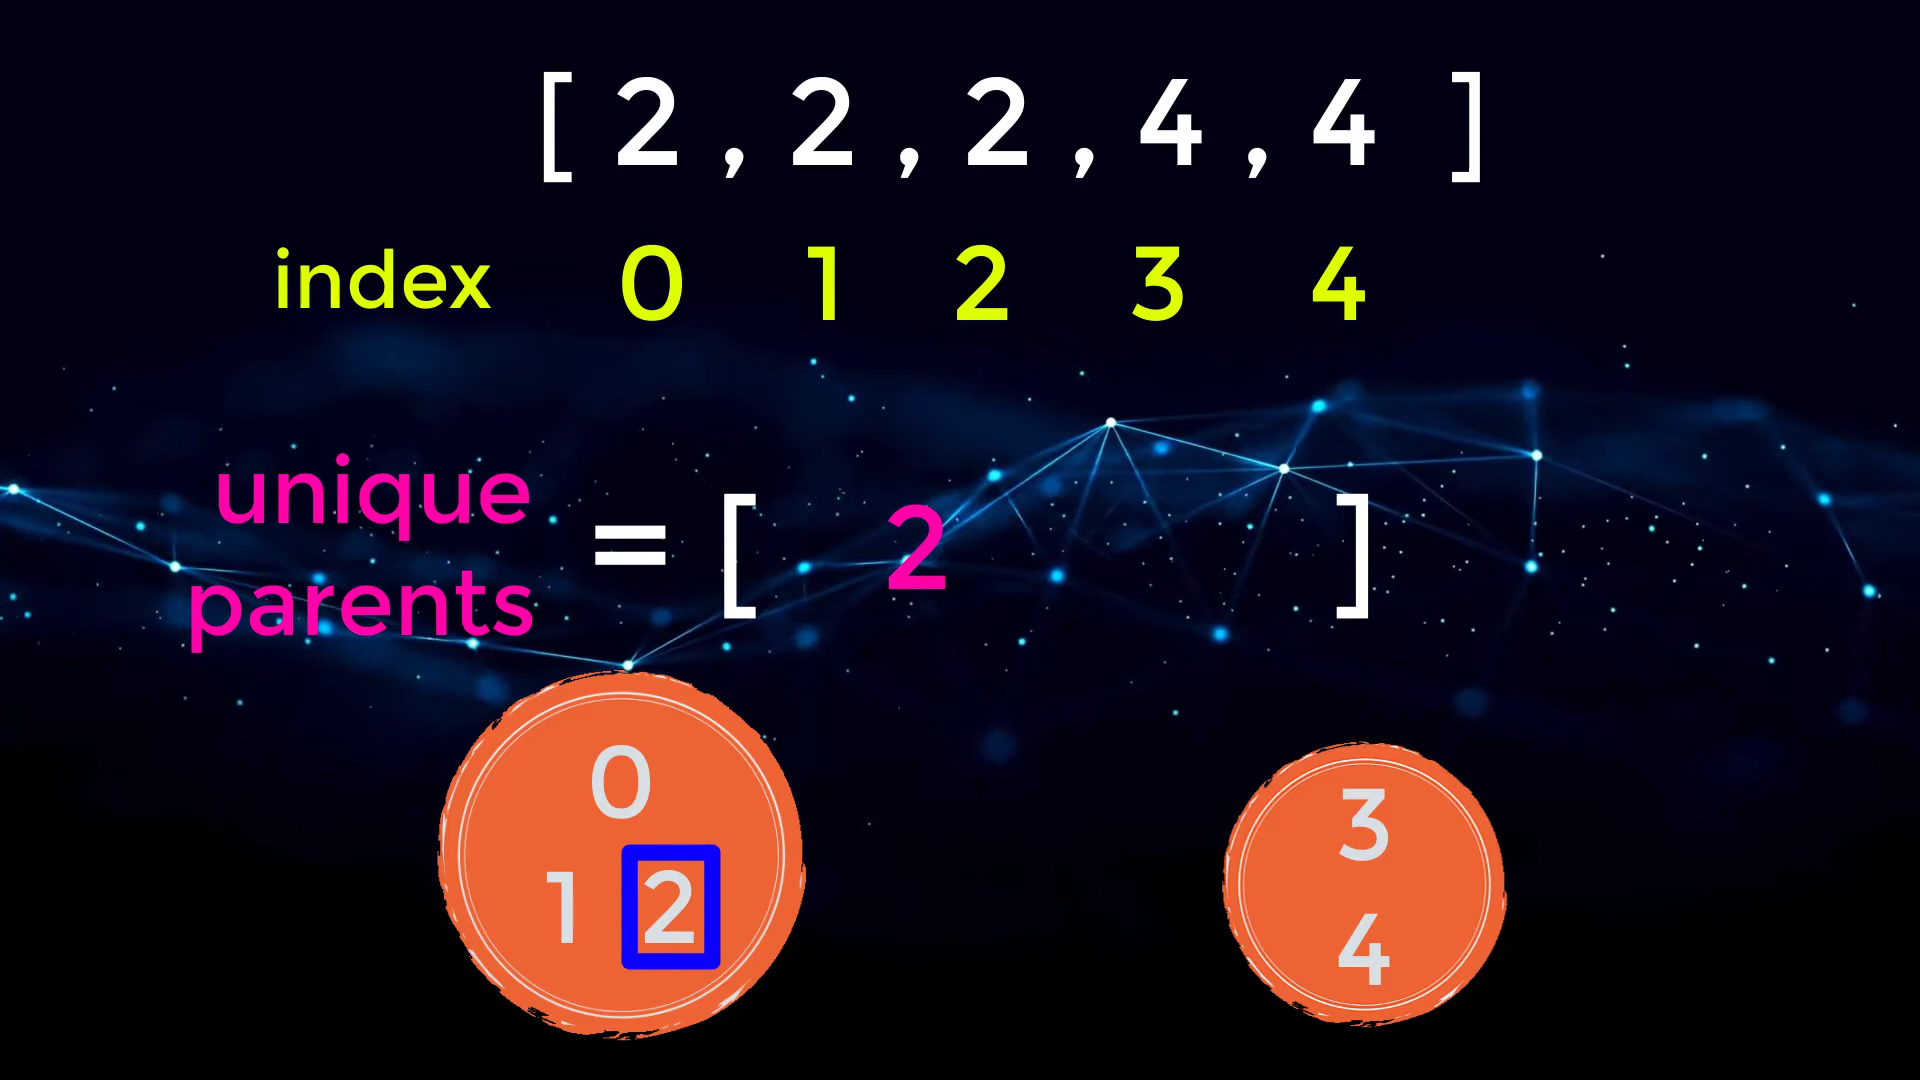 [ 2 , 2 , 2 , 4 , 4 ]
index 0 1 2 3 4
unique
parents
= [ 2 ]
0
1 2
3
4